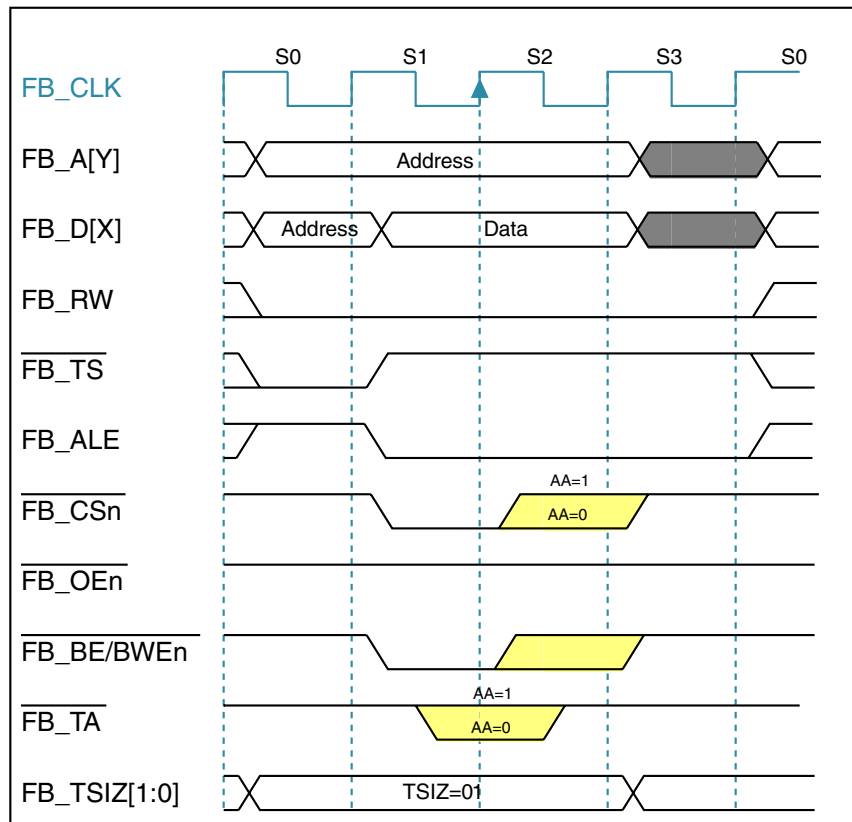 S0 S1 S2 S3 S0
FB_CLK
FB_A[Y] Address
FB_D[X] Address Data
FB_RW
FB_TS
FB_ALE
AA=1
FB_CSn AA=0
FB_OEn
FB_BE/BWEn
AA=1
FB_TA AA=0
FB_TSIZ[1:0] TSIZ=01